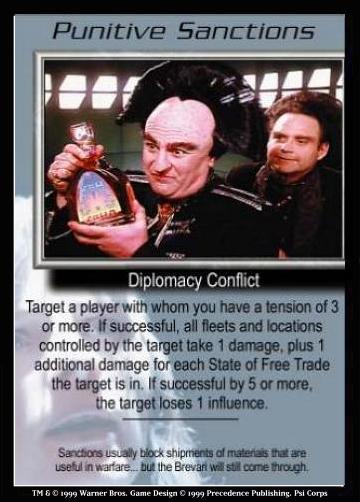 Punitive Sanctions
Diplomacy Conflict
Target a player with whom you have a tension of 3
or more. If successful, all fleets and locations
controlled by the target take 1 damage, plus 1
additional damage for each State of Free Trade
the target is in. If successful by 5 or more,
the target loses 1 influence.
Sanctions usually block shipments of materials that are
useful in warfare... but the Brevari will still come through.
TM & © 1999 Warner Bros. Game Design © 1999 Precedence Publishing. Psi Corps